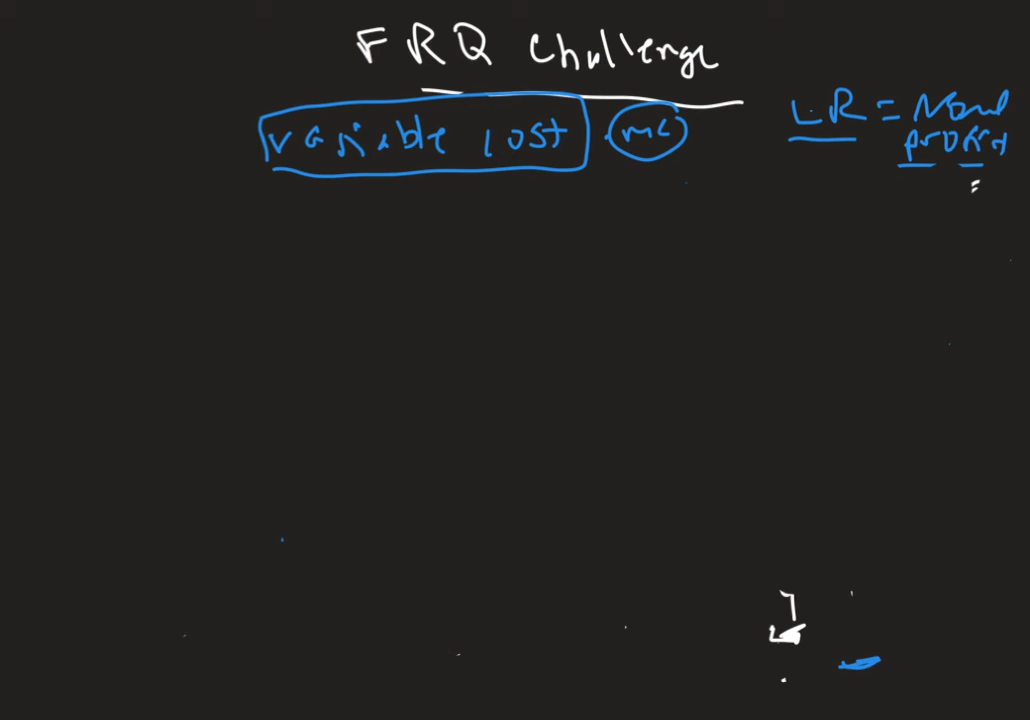 FRQ Challenge
variable cost MC
LR = Normal
profit
=